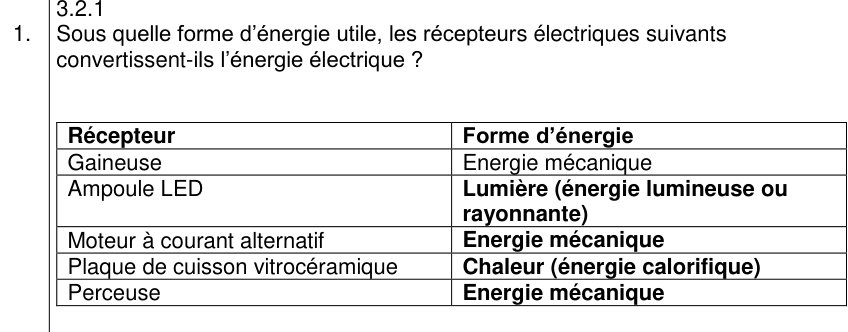 3.2.1
1. Sous quelle forme d'énergie utile, les récepteurs électriques suivants
convertissent-ils l'énergie électrique ?
Récepteur Forme d'énergie
Gaineuse Energie mécanique
Ampoule LED Lumière (énergie lumineuse ou
rayonnante)
Moteur à courant alternatif Energie mécanique
Plaque de cuisson vitrocéramique Chaleur (énergie calorifique)
Perceuse Energie mécanique